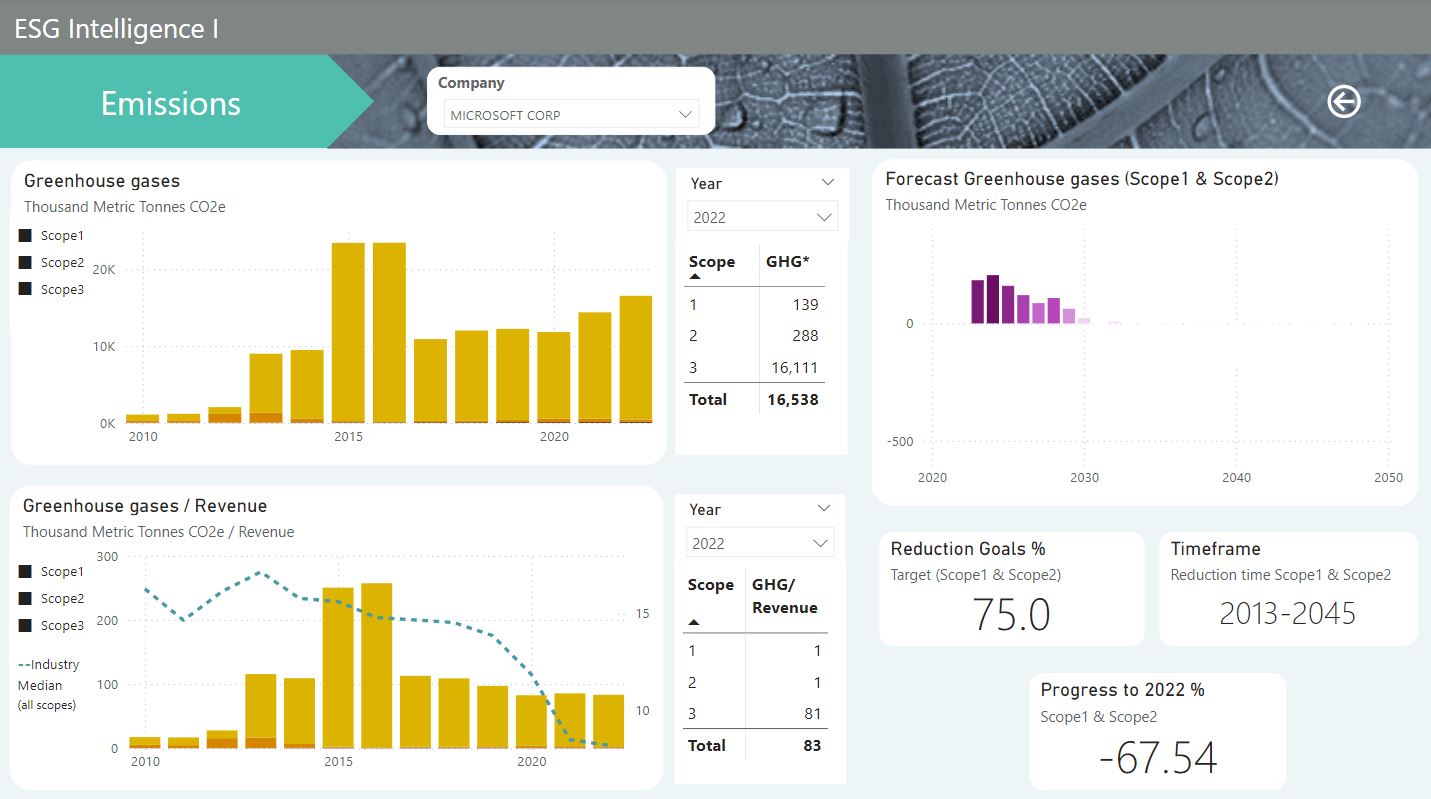 ESG Intelligence I
Emissions
Company
MICROSOFT CORP
Greenhouse gases
Thousand Metric Tonnes CO2e
Scope1
Scope2
Scope3
20K
10K
0K
2010 2015 2020
Year
2022
Scope GHG*
1 139
2 288
3 16,111
Total 16,538
Forecast Greenhouse gases (Scope1 & Scope2)
Thousand Metric Tonnes CO2e
0
-500
2020 2030 2040 2050
Greenhouse gases / Revenue
Thousand Metric Tonnes CO2e / Revenue
Scope1
Scope2
Scope3
--Industry
Median
(all scopes)
300
200
100
0
15
10
2010 2015 2020
Year
2022
Scope GHG/
Revenue
1 1
2 1
3 81
Total 83
Reduction Goals %
Target (Scope1 & Scope2)
75.0
Timeframe
Reduction time Scope1 & Scope2
2013-2045
Progress to 2022 %
Scope1 & Scope2
-67.54